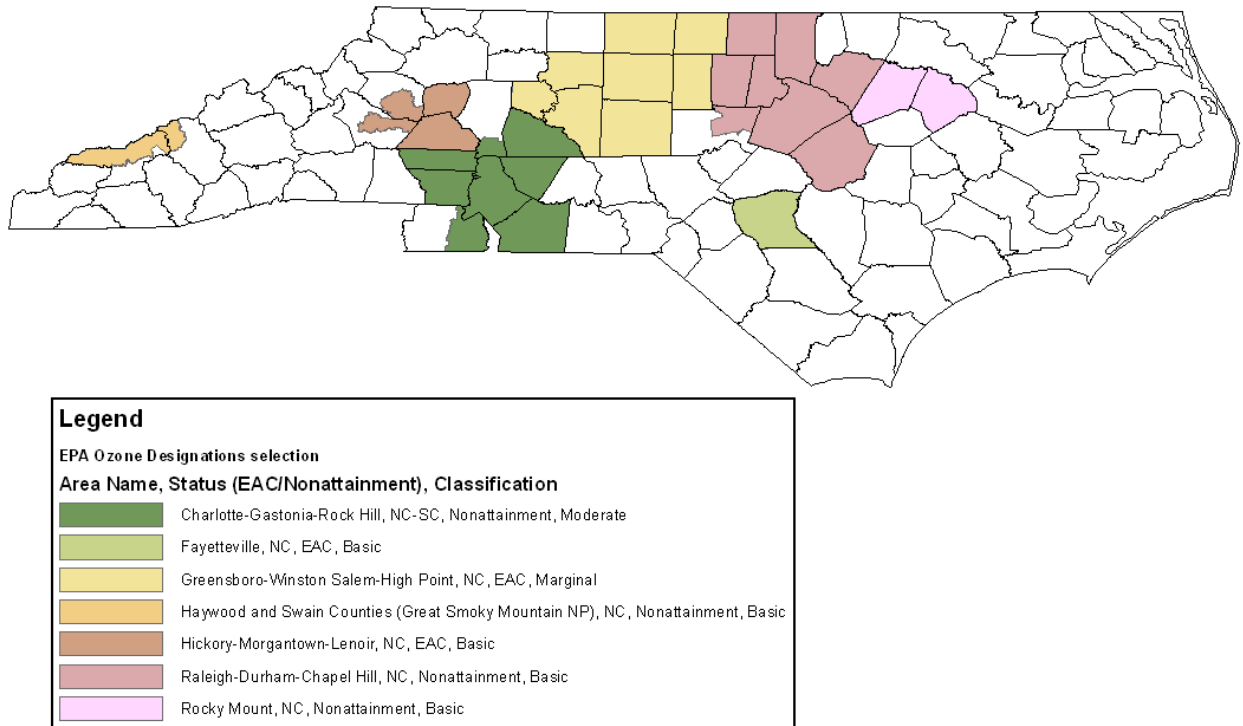 Legend
EPA Ozone Designations selection
Area Name, Status (EAC/Nonattainment), Classification
Charlotte-Gastonia-Rock Hill, NC-SC, Nonattainment, Moderate
Fayetteville, NC, EAC, Basic
Greensboro-Winston Salem-High Point, NC, EAC, Marginal
Haywood and Swain Counties (Great Smoky Mountain NP), NC, Nonattainment, Basic
Hickory-Morgantown-Lenoir, NC, EAC, Basic
Raleigh-Durham-Chapel Hill, NC, Nonattainment, Basic
Rocky Mount, NC, Nonattainment, Basic